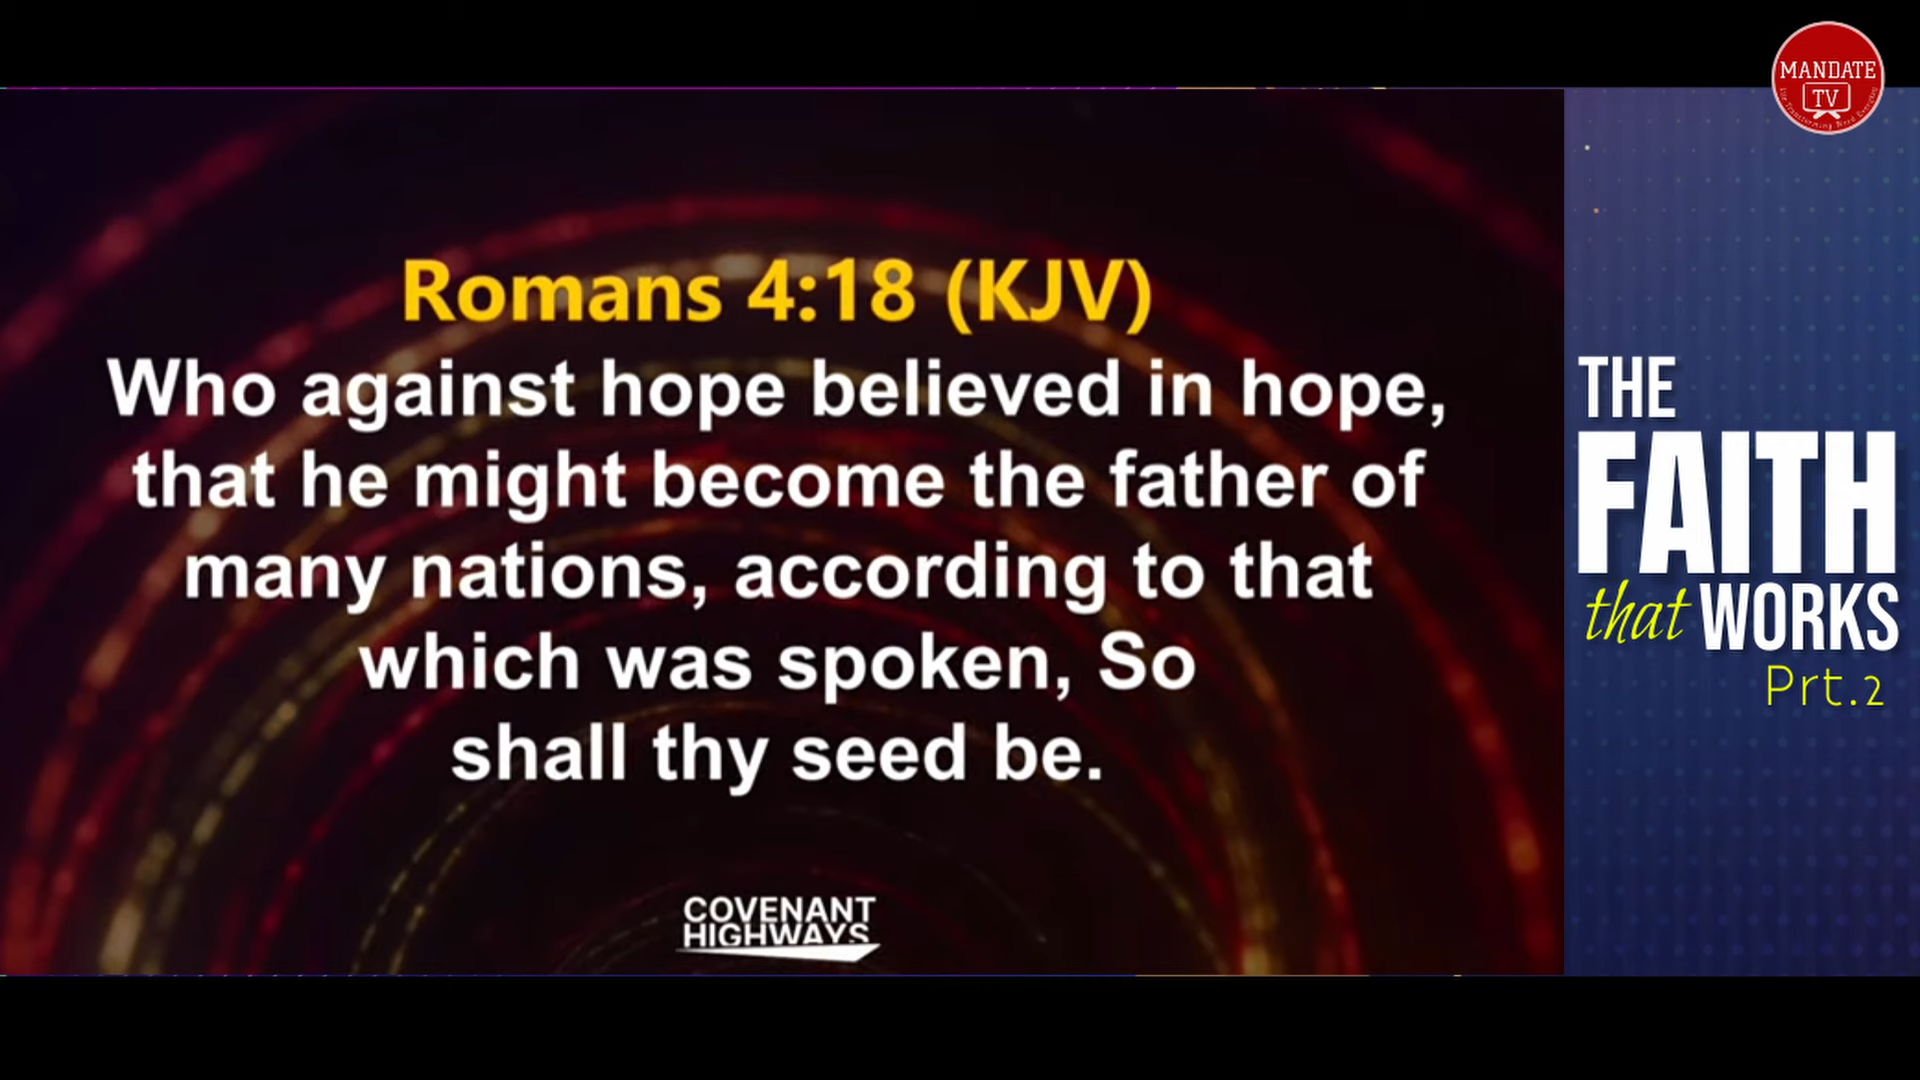 MANDATE
TV
Romans 4:18 (KJV)
Who against hope believed in hope,
that he might become the father of
many nations, according to that
which was spoken, So
shall thy seed be.
COVENANT
HIGHWAYS
THE
FAITH
that WORKS
Prt.2